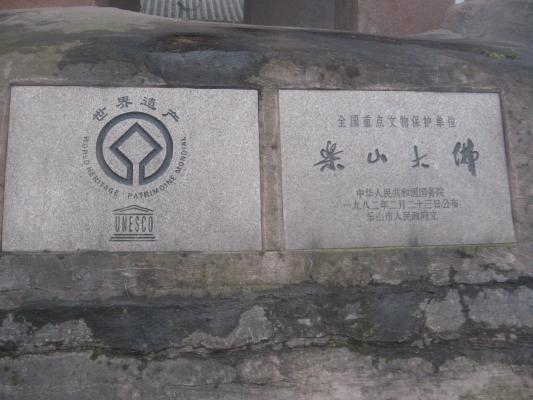 世界遗产
WORLD HERITAGE · PATRIMOINE MONDIAL
UNESCO
全国重点文物保护单位
乐山大佛
中华人民共和国国务院
一九八二年二月二十三日公布
乐山市人民政府立